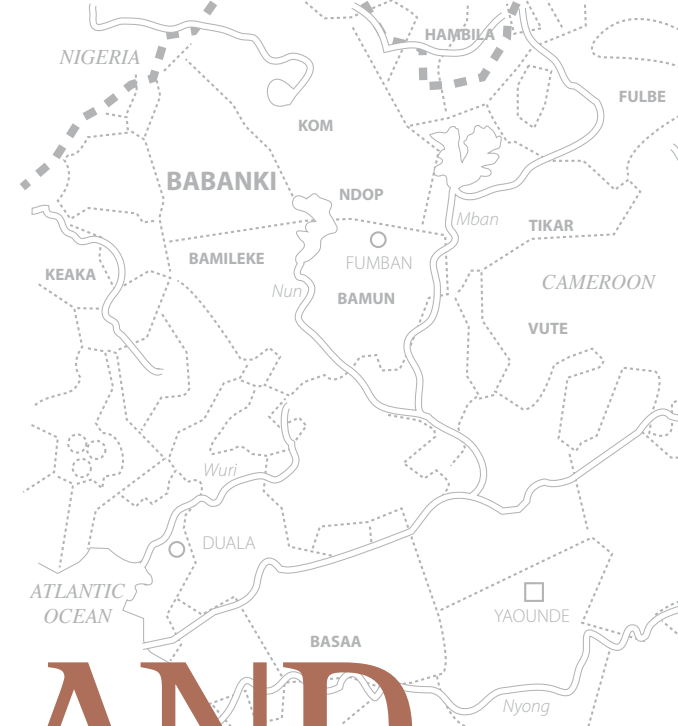 HAMBILA
NIGERIA
FULBE
KOM
BABANKI
NDOP
Mban
TIKAR
BAMILEKE
FUMBAN
KEAKA
CAMEROON
Nun
BAMUN
VUTE
Wuri
DUALA
ATLANTIC
OCEAN
YAOUNDE
BASAA
AND
Nyong